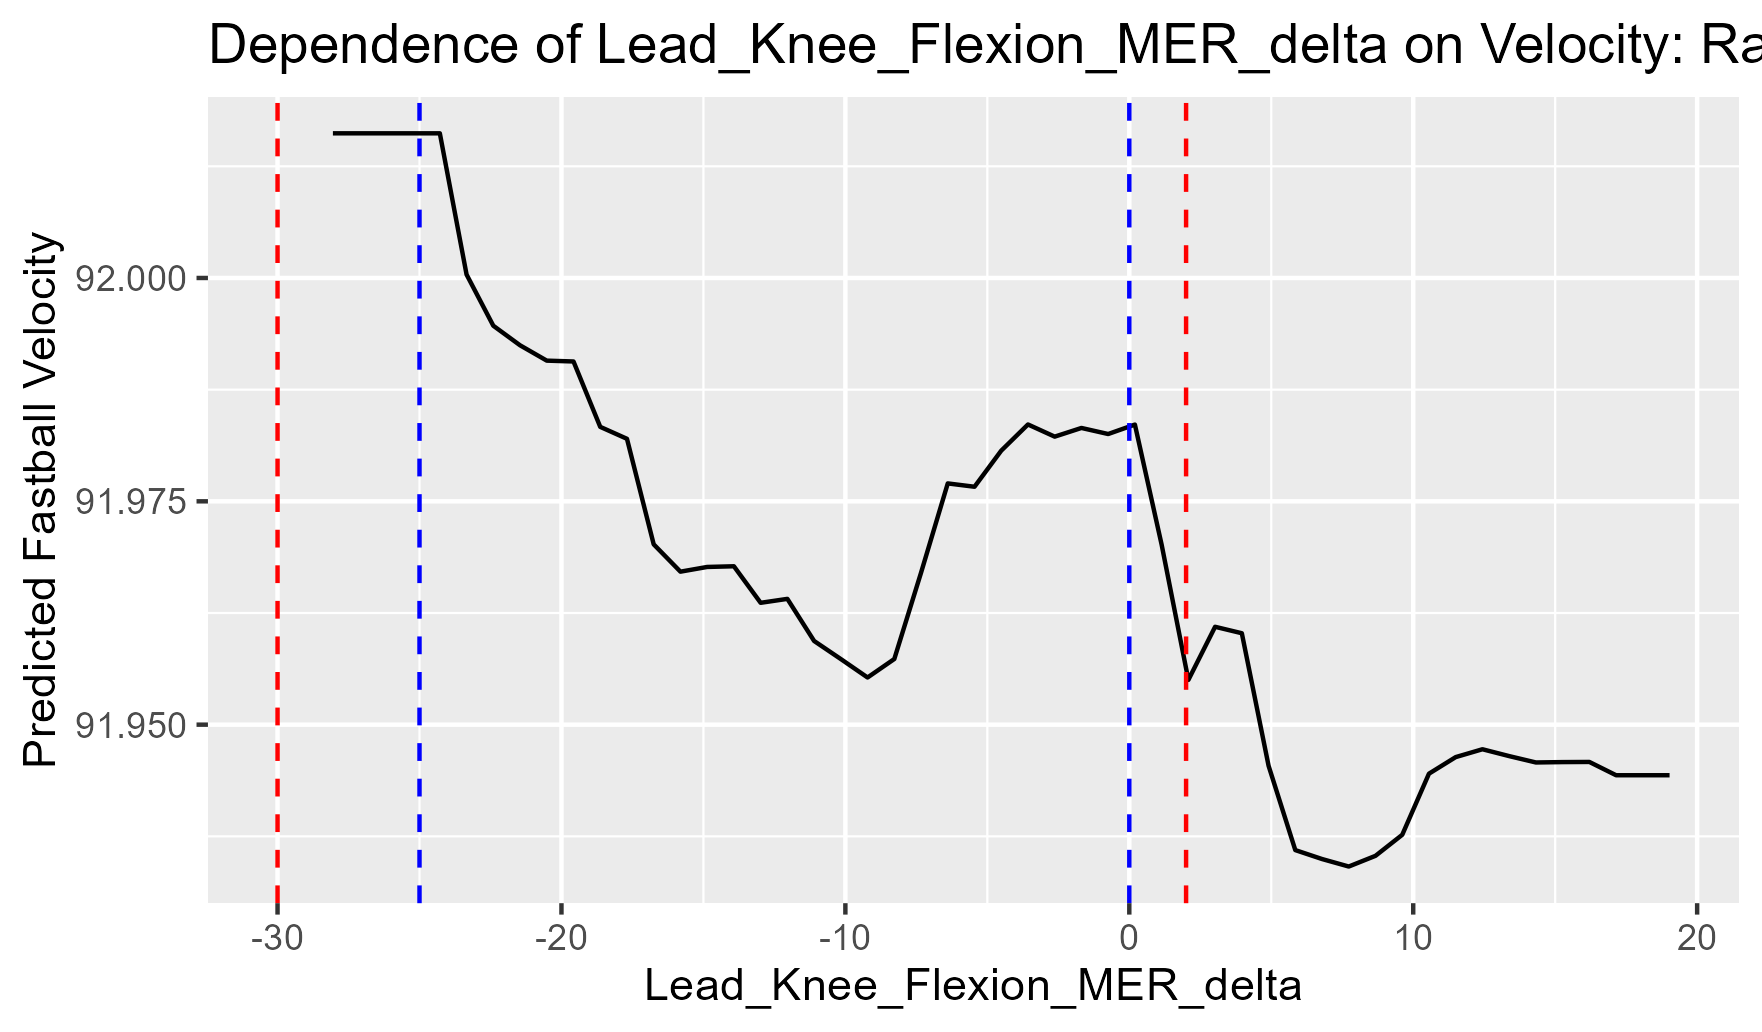 Dependence of Lead_Knee_Flexion_MER_delta on Velocity: Ra
Predicted Fastball Velocity
92.000
91.975
91.950
-30 -20 -10 0 10 20
Lead_Knee_Flexion_MER_delta